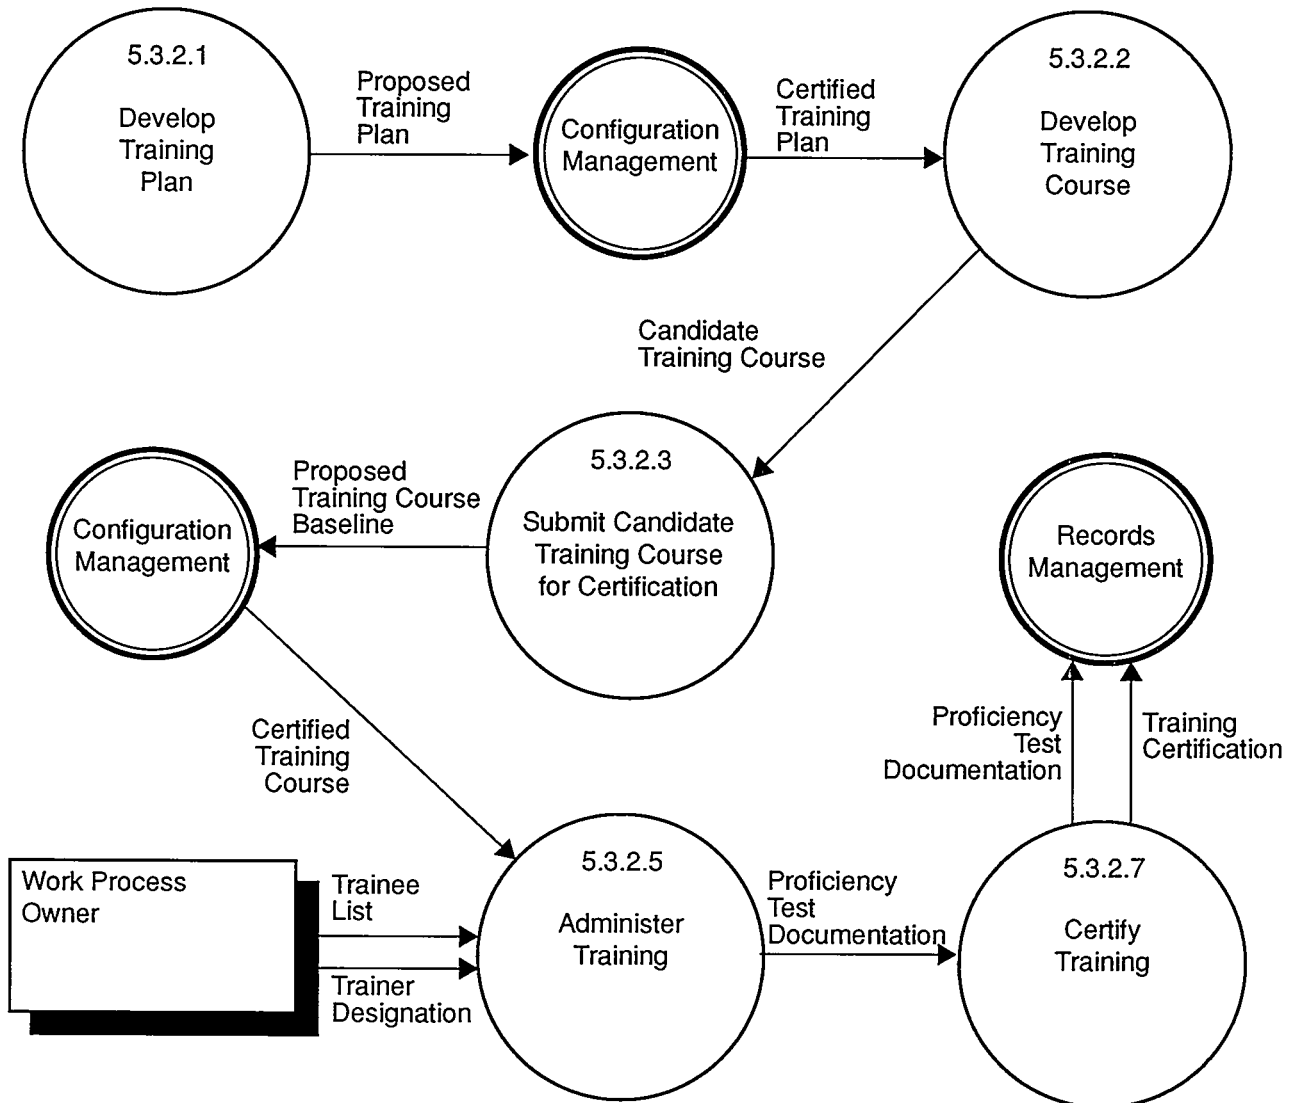 5.3.2.1
Develop
Training
Plan
Proposed
Training
Plan
Configuration
Management
Certified
Training
Plan
5.3.2.2
Develop
Training
Course
Candidate
Training Course
Configuration
Management
Proposed
Training Course
Baseline
5.3.2.3
Submit Candidate
Training Course
for Certification
Records
Management
Certified
Training
Course
Proficiency
Test
Documentation
Training
Certification
Work Process
Owner
Trainee
List
Trainer
Designation
5.3.2.5
Administer
Training
Proficiency
Test
Documentation
5.3.2.7
Certify
Training